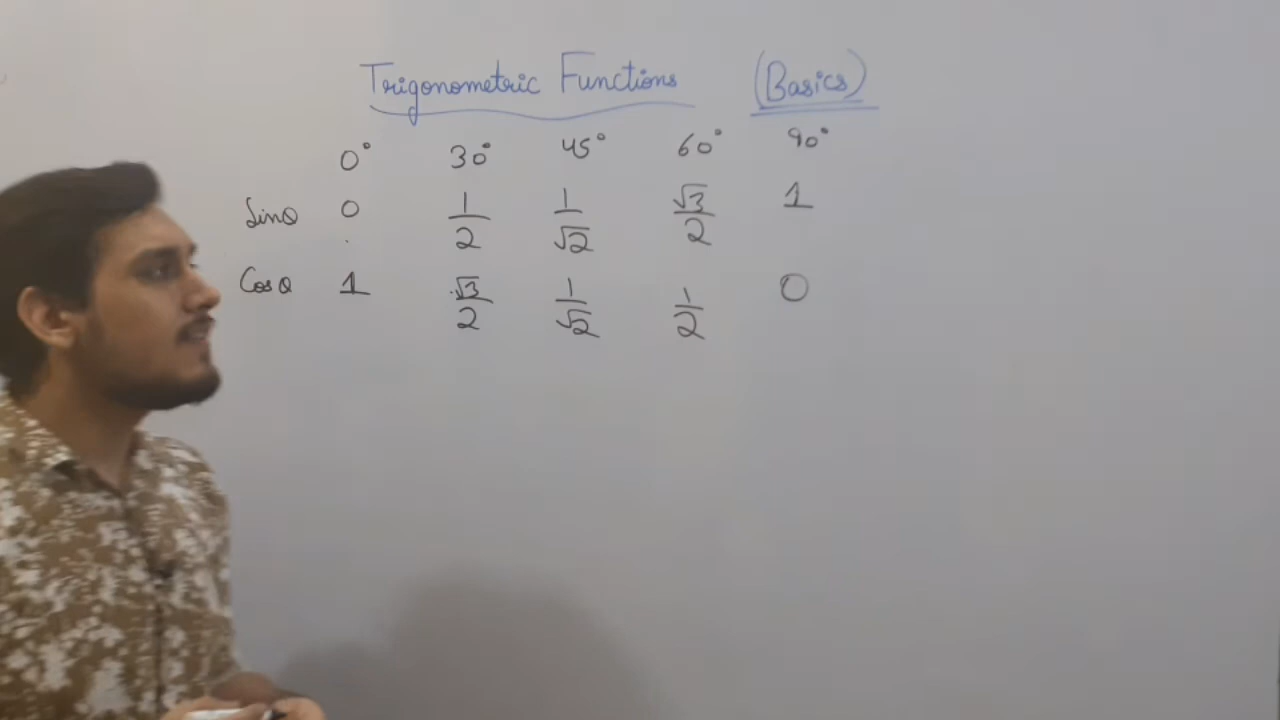 Trigonometric Functions (Basics)
0° 30° 45° 60° 90°
Sinθ 0 1/2 1/√2 √3/2 1
Cosθ 1 √3/2 1/√2 1/2 0